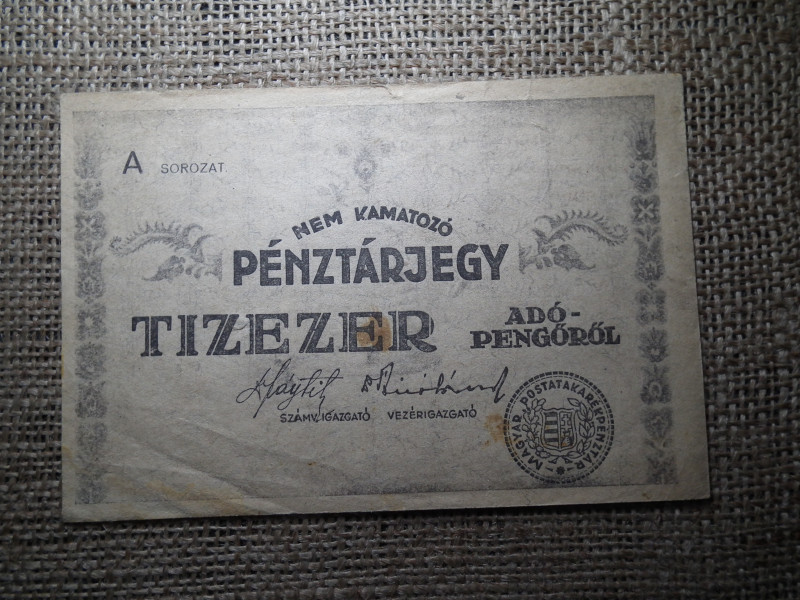 A SOROZAT
NEM KAMATOZÓ
PÉNZTÁRJEGY
TIZEZER
ADÓ-
PENGŐRŐL
SZÁMV. IGAZGATÓ VEZÉRIGAZGATÓ
MAGYAR POSTATAKARÉKPÉNZTÁR